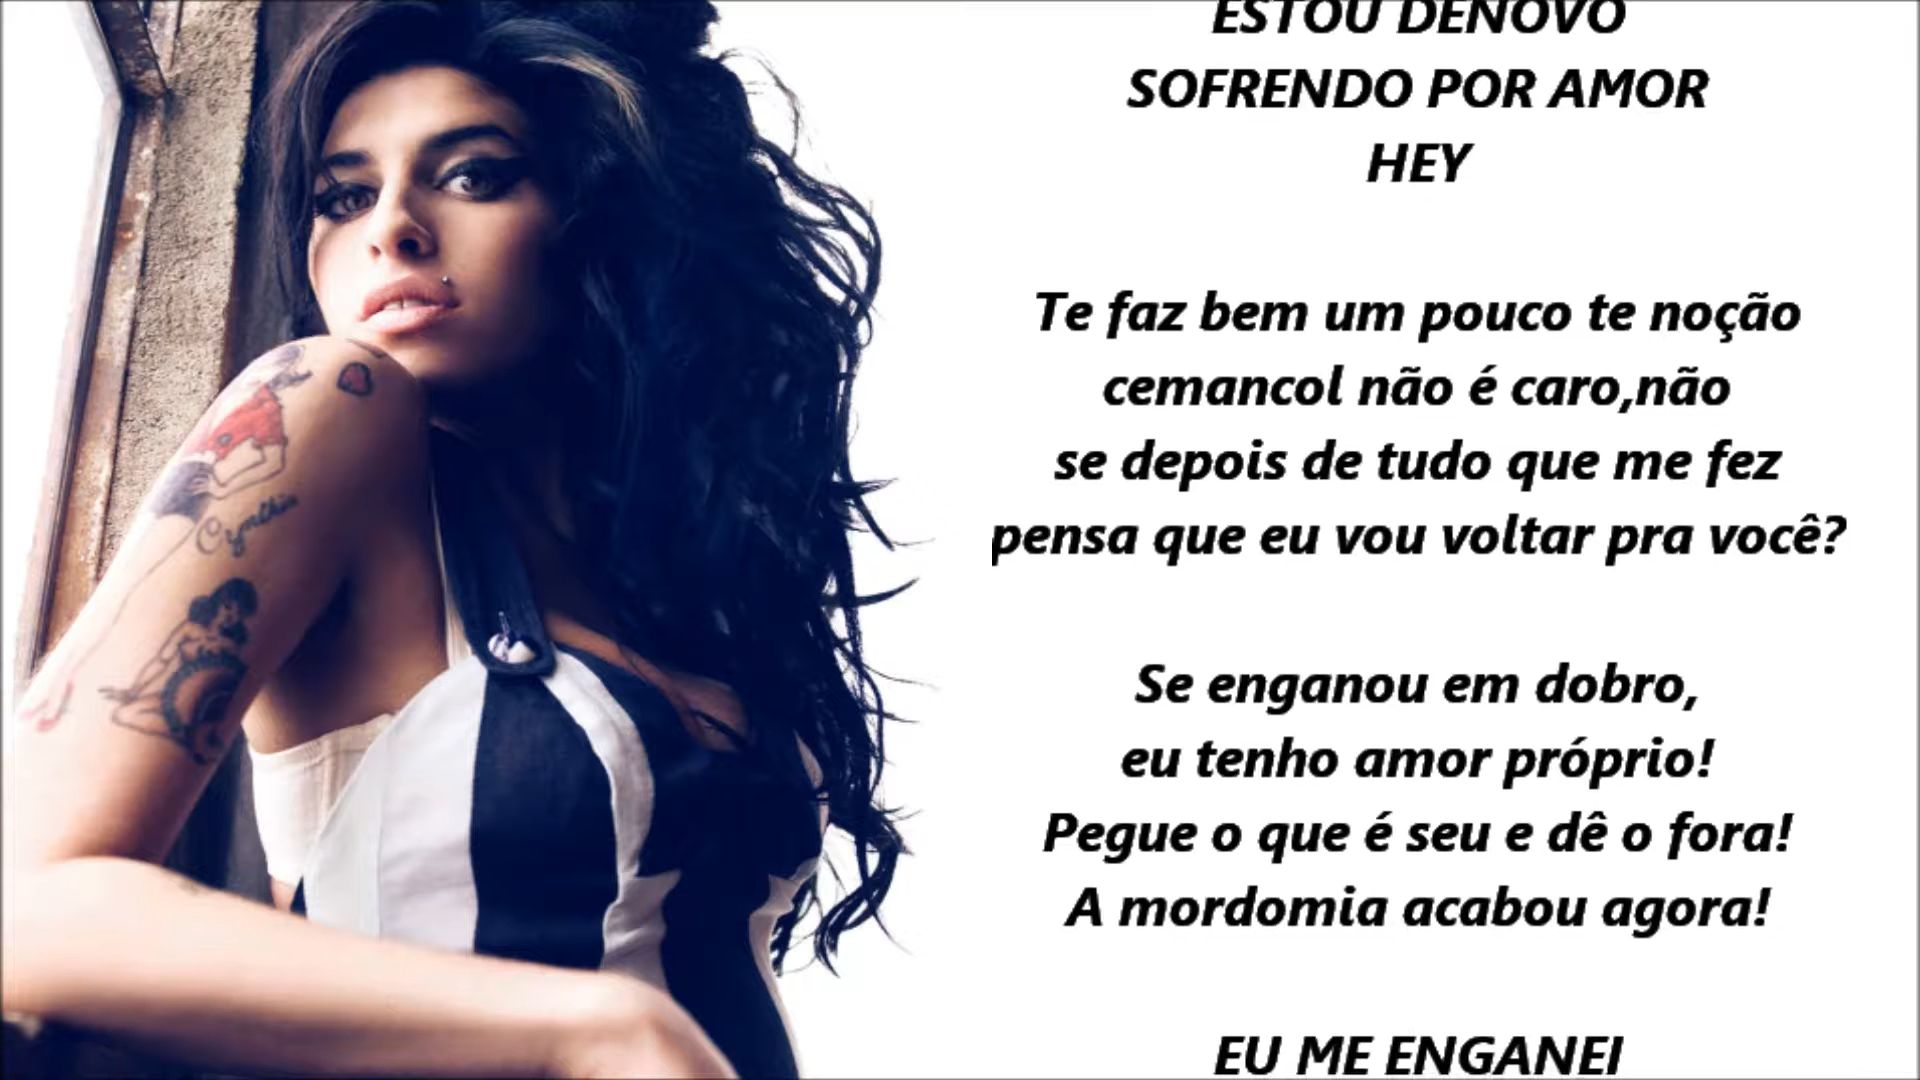 ESTOU DENOVO
SOFRENDO POR AMOR
HEY
Te faz bem um pouco te noção
cemancol não é caro,não
se depois de tudo que me fez
pensa que eu vou voltar pra você?
Se enganou em dobro,
eu tenho amor próprio!
Pegue o que é seu e dê o fora!
A mordomia acabou agora!
EU ME ENGANEI
Cynthia